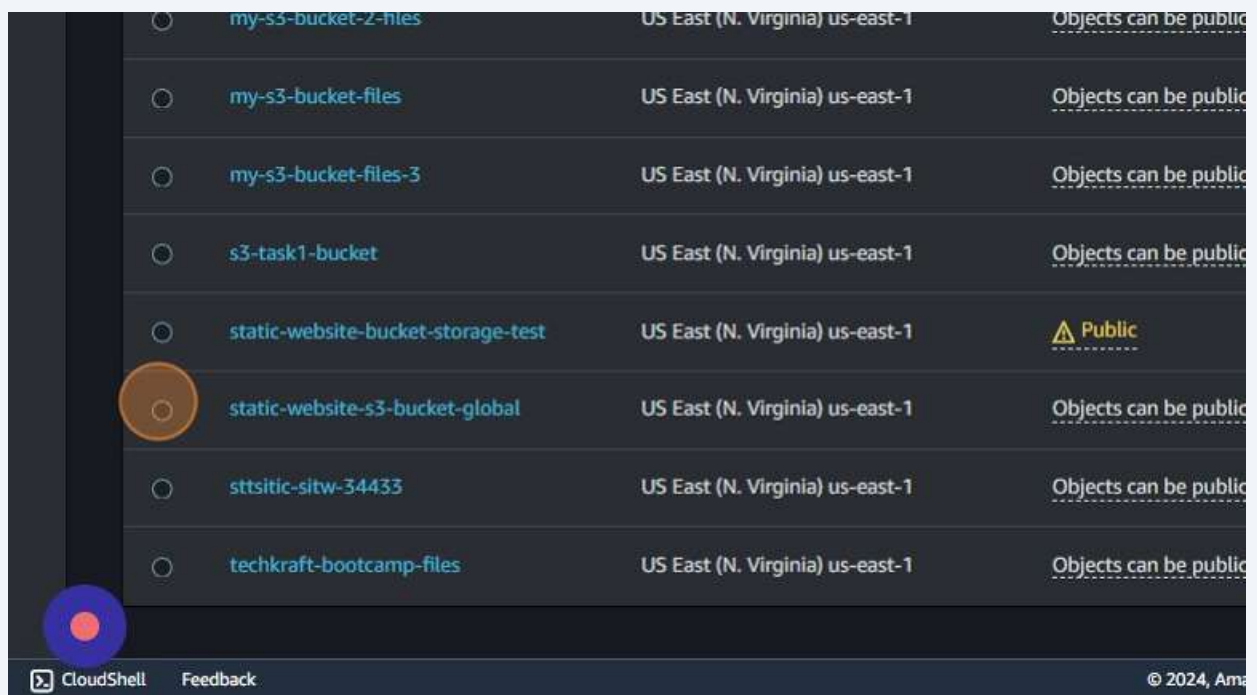 my-s3-bucket-2-files US East (N. Virginia) us-east-1 Objects can be public
my-s3-bucket-files US East (N. Virginia) us-east-1 Objects can be public
my-s3-bucket-files-3 US East (N. Virginia) us-east-1 Objects can be public
s3-task1-bucket US East (N. Virginia) us-east-1 Objects can be public
static-website-bucket-storage-test US East (N. Virginia) us-east-1 Public
static-website-s3-bucket-global US East (N. Virginia) us-east-1 Objects can be public
sttsitic-sitw-34433 US East (N. Virginia) us-east-1 Objects can be public
techkraft-bootcamp-files US East (N. Virginia) us-east-1 Objects can be public
CloudShell Feedback © 2024, Ama